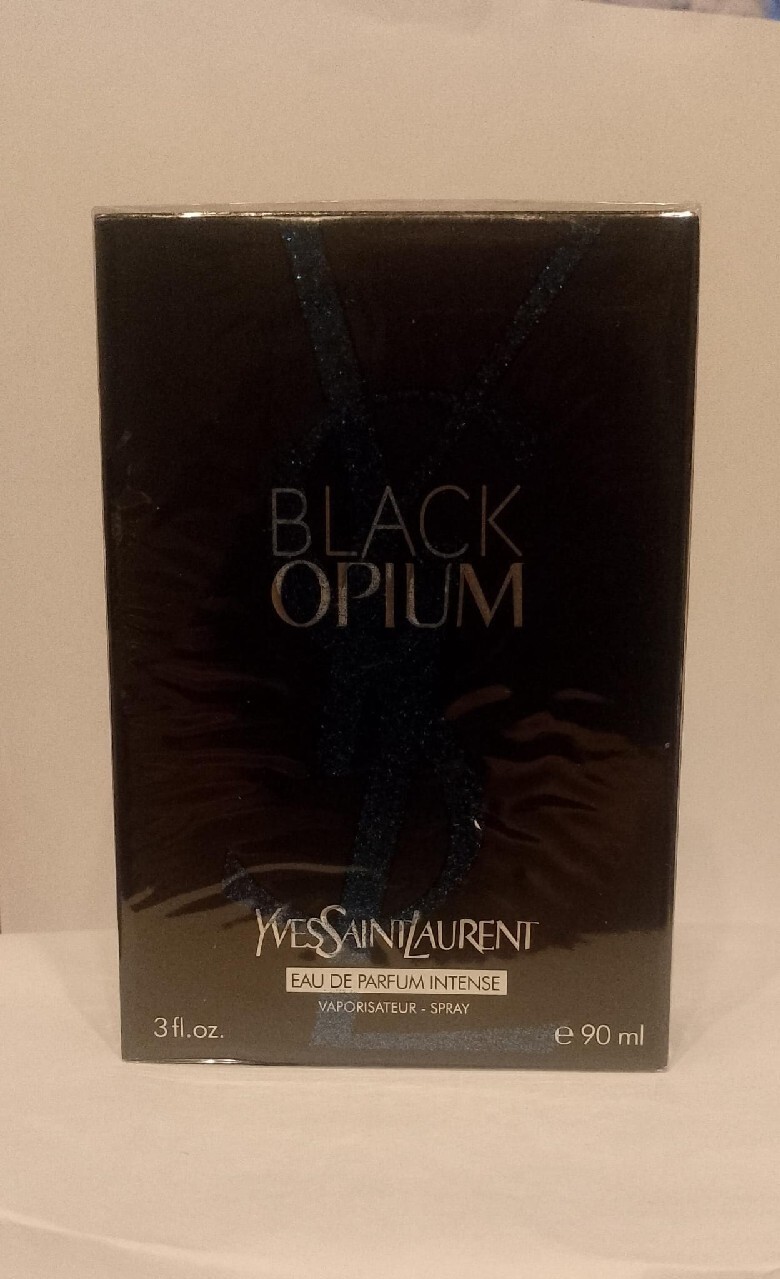 BLACK
OPIUM
YVESSAINTLAURENT
EAU DE PARFUM INTENSE
VAPORISATEUR - SPRAY
3 fl.oz. ℮ 90 ml